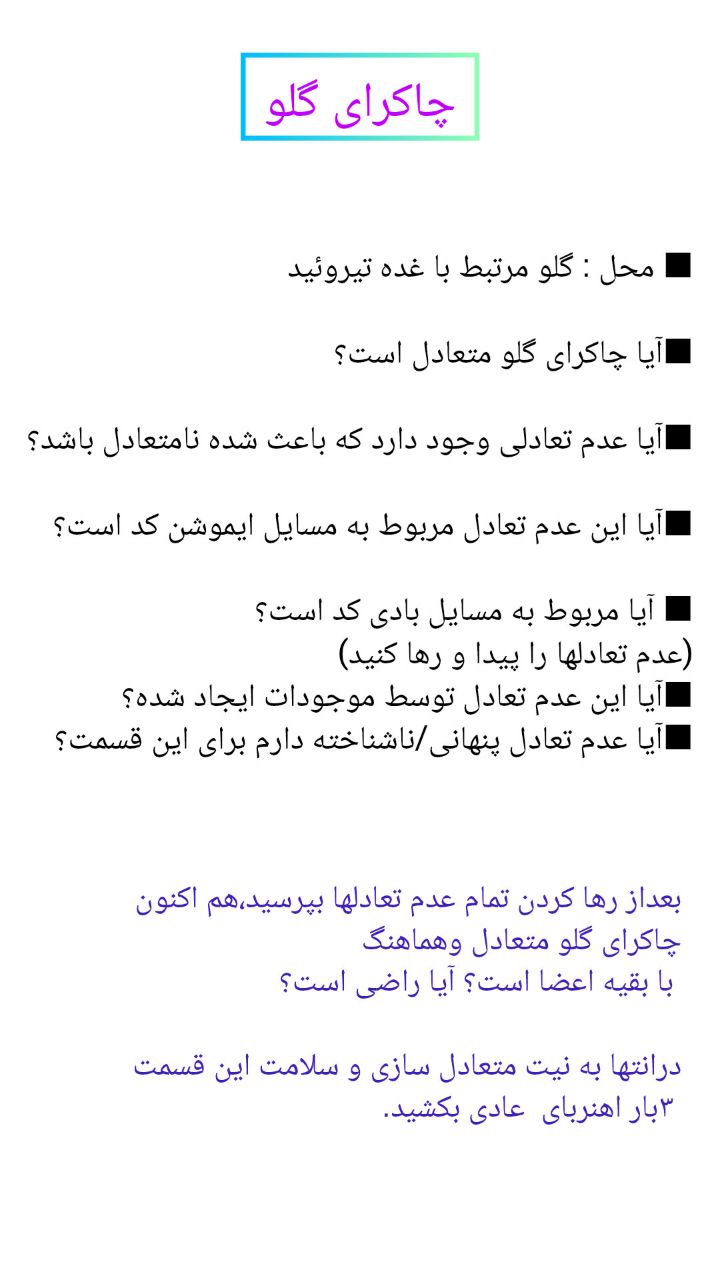 چاکرای گلو
■ محل : گلو مرتبط با غده تیروئید
■آیا چاکرای گلو متعادل است؟
■آیا عدم تعادلی وجود دارد که باعث شده نامتعادل باشد؟
■آیا این عدم تعادل مربوط به مسایل ایموشن کد است؟
■ آیا مربوط به مسایل بادی کد است؟
(عدم تعادلها را پیدا و رها کنید)
■آیا این عدم تعادل توسط موجودات ایجاد شده؟
■آیا عدم تعادل پنهانی/ناشناخته دارم برای این قسمت؟
بعداز رها کردن تمام عدم تعادلها بپرسید،هم اکنون
چاکرای گلو متعادل وهماهنگ
با بقیه اعضا است؟ آیا راضی است؟
درانتها به نیت متعادل سازی و سلامت این قسمت
۳بار اهنربای عادی بکشید.